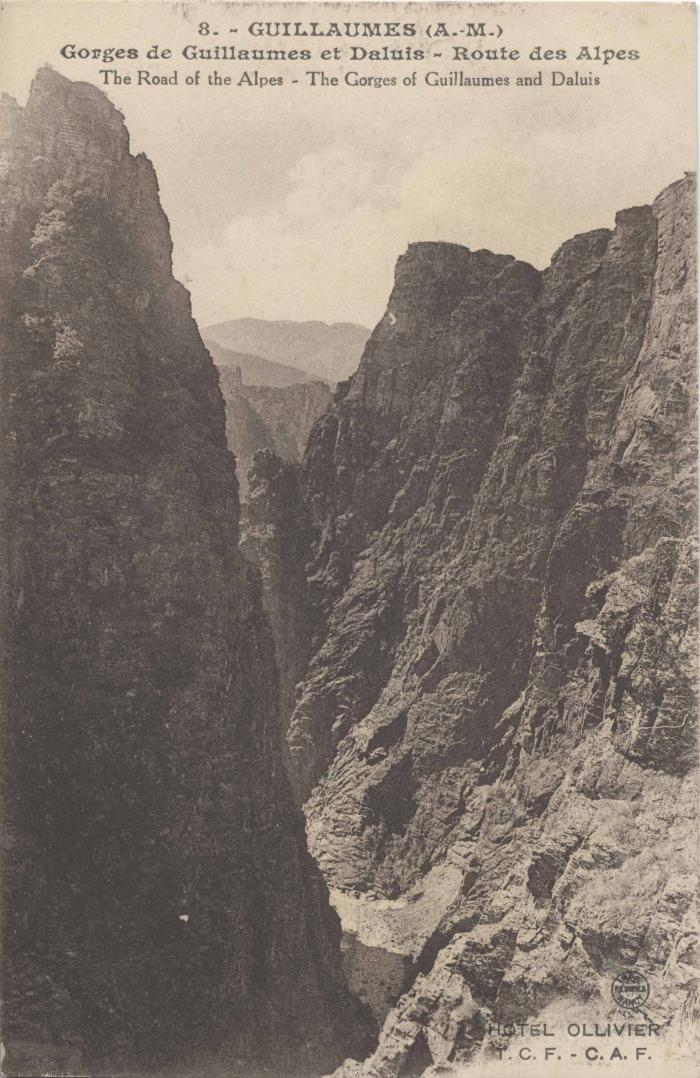 8. - GUILLAUMES (A.-M.)
Gorges de Guillaumes et Daluis - Route des Alpes
The Road of the Alpes - The Gorges of Guillaumes and Daluis
NANCY
HOTEL OLLIVIER
T. C. F. - C. A. F.